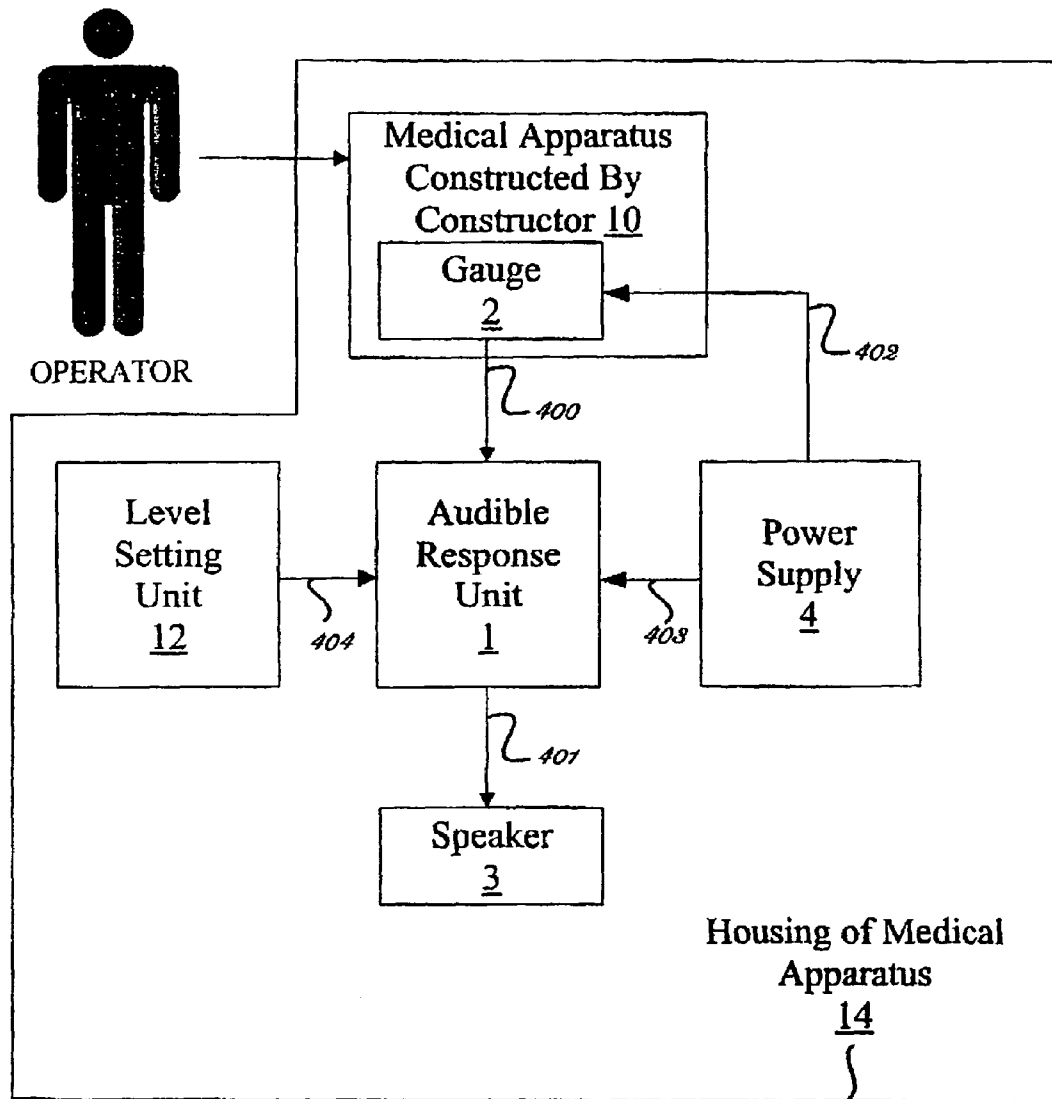 Medical Apparatus
Constructed By
Constructor 10
Gauge
2
OPERATOR
402
400
Level
Setting
Unit
12
404
Audible
Response
Unit
1
403
Power
Supply
4
401
Speaker
3
Housing of Medical
Apparatus
14